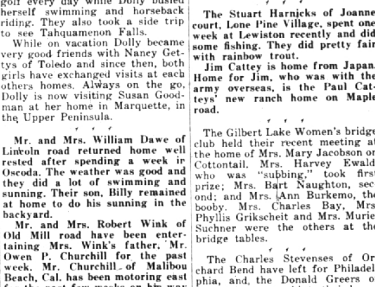 golf every day while Dolly busied
herself swimming and horseback
riding. They also took a side trip
to see Tahquamenon Falls.
While on vacation Dolly became
very good friends with Nancy Get-
tys of Toledo and since then, both
girls have exchanged visits at each
others homes. Always on the go,
Dolly is now visiting Susan Good-
man at her home in Marquette, in
the Upper Peninsula.
Mr. and Mrs. William Dawe of
Lincoln road returned home well
rested after spending a week in
Oscoda. The weather was good and
they did a lot of swimming and
sunning. Their son, Billy remained
at home to do his sunning in the
backyard.
Mr. and Mrs. Robert Wink of
Old Mill road have been enter-
taining Mrs. Wink's father, Mr.
Owen P. Churchill for the past
week. Mr. Churchill of Malibou
Beach, Cal. has been motoring east
The Stuart Harnicks of Joanne
court, Lone Pine Village, spent one
week at Lewiston recently and did
some fishing. They did pretty fair
with rainbow trout.
Jim Cattey is home from Japan.
Home for Jim, who was with the
army overseas, is the Paul Cat-
teys' new ranch home on Maple
road.
The Gilbert Lake Women's bridge
club held their recent meeting at
the home of Mrs. Mary Jacobson on
Cottontail. Mrs. Harvey Ewald
who was "subbing," took first
prize; Mrs. Bart Naughton, sec-
ond; and Mrs. Ann Burkemo, the
booby. Mrs. Charles Bay, Mrs.
Phyllis Grikscheit and Mrs. Murie
Suchner were the others at the
bridge tables.
The Charles Stevenses of Or-
chard Bend have left for Philadel-
phia, and, the Donald Greers of